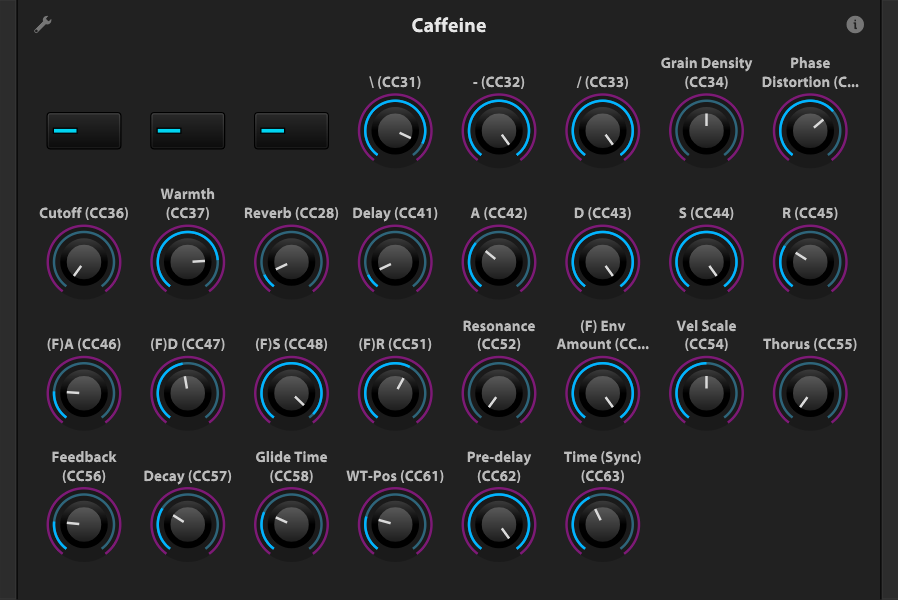 Caffeine
Grain Density
Phase
\ (CC31)
- (CC32)
/ (CC33)
(CC34)
Distortion (C...
Warmth
Cutoff (CC36)
(CC37)
Reverb (CC28)
Delay (CC41)
A (CC42)
D (CC43)
S (CC44)
R (CC45)
Resonance
(F) Env
Vel Scale
(F)A (CC46)
(F)D (CC47)
(F)S (CC48)
(F)R (CC51)
(CC52)
Amount (CC...
(CC54)
Thorus (CC55)
Feedback
Glide Time
Pre-delay
Time (Sync)
(CC56)
Decay (CC57)
(CC58)
WT-Pos (CC61)
(CC62)
(CC63)